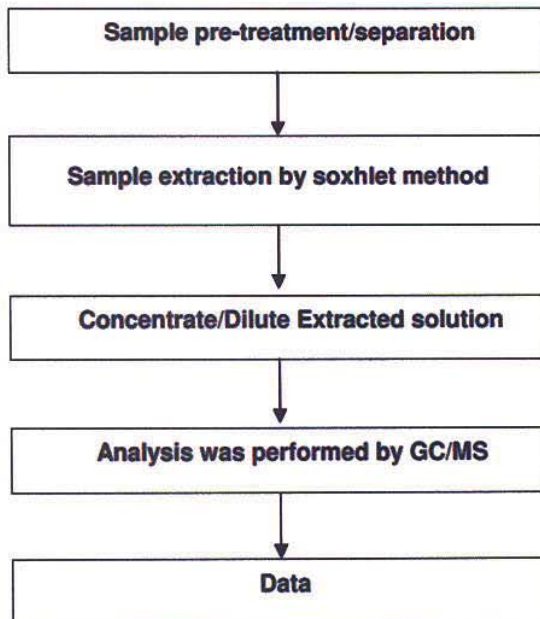 Sample pre-treatment/separation
Sample extraction by soxhlet method
Concentrate/Dilute Extracted solution
Analysis was performed by GC/MS
Data